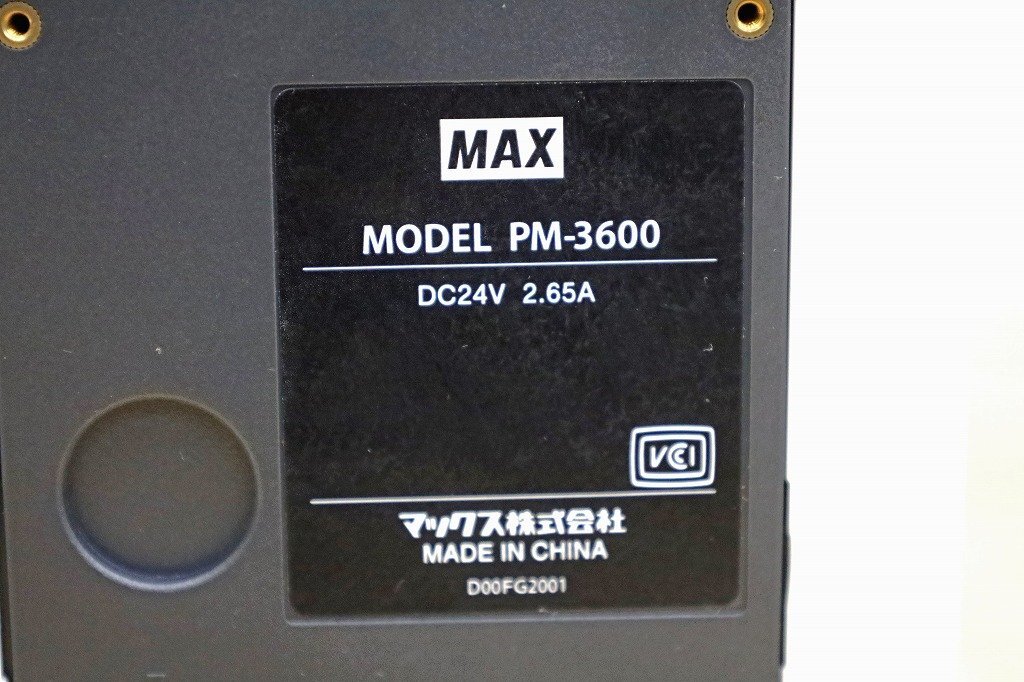 MAX
MODEL PM-3600
DC24V 2.65A
VCCI
マックス株式会社
MADE IN CHINA
D00FG2001